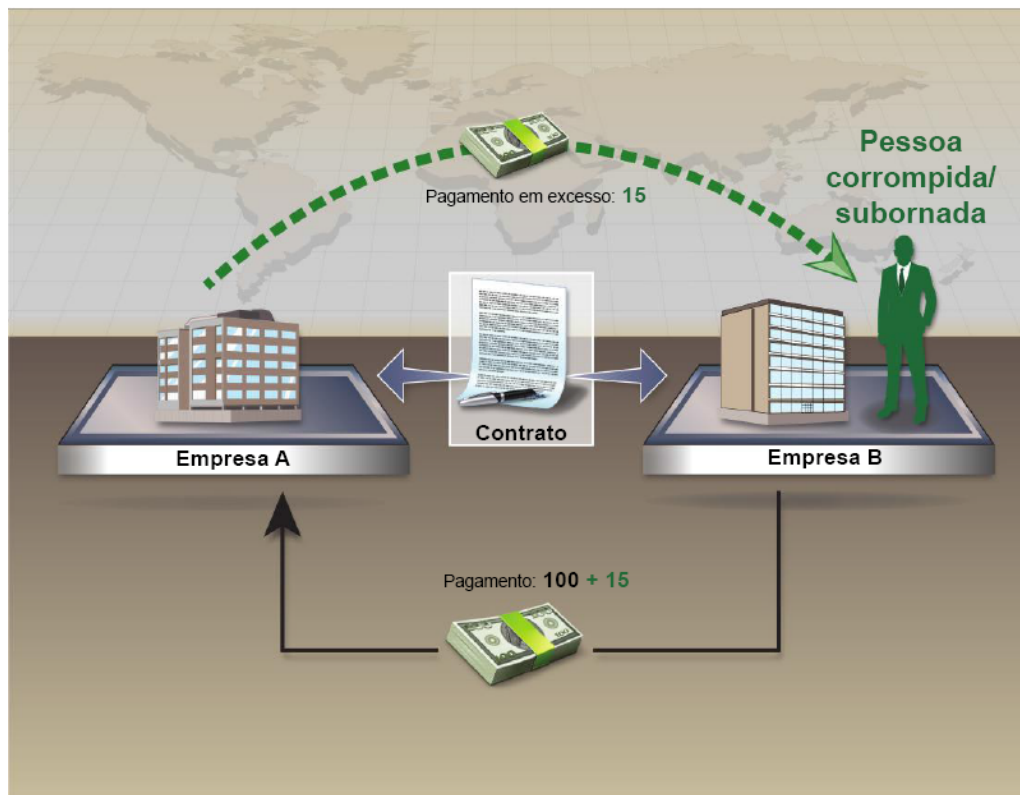 Pessoa
corrompida/
subornada
Pagamento em excesso: 15
Contrato
Empresa A
Empresa B
Pagamento: 100 + 15